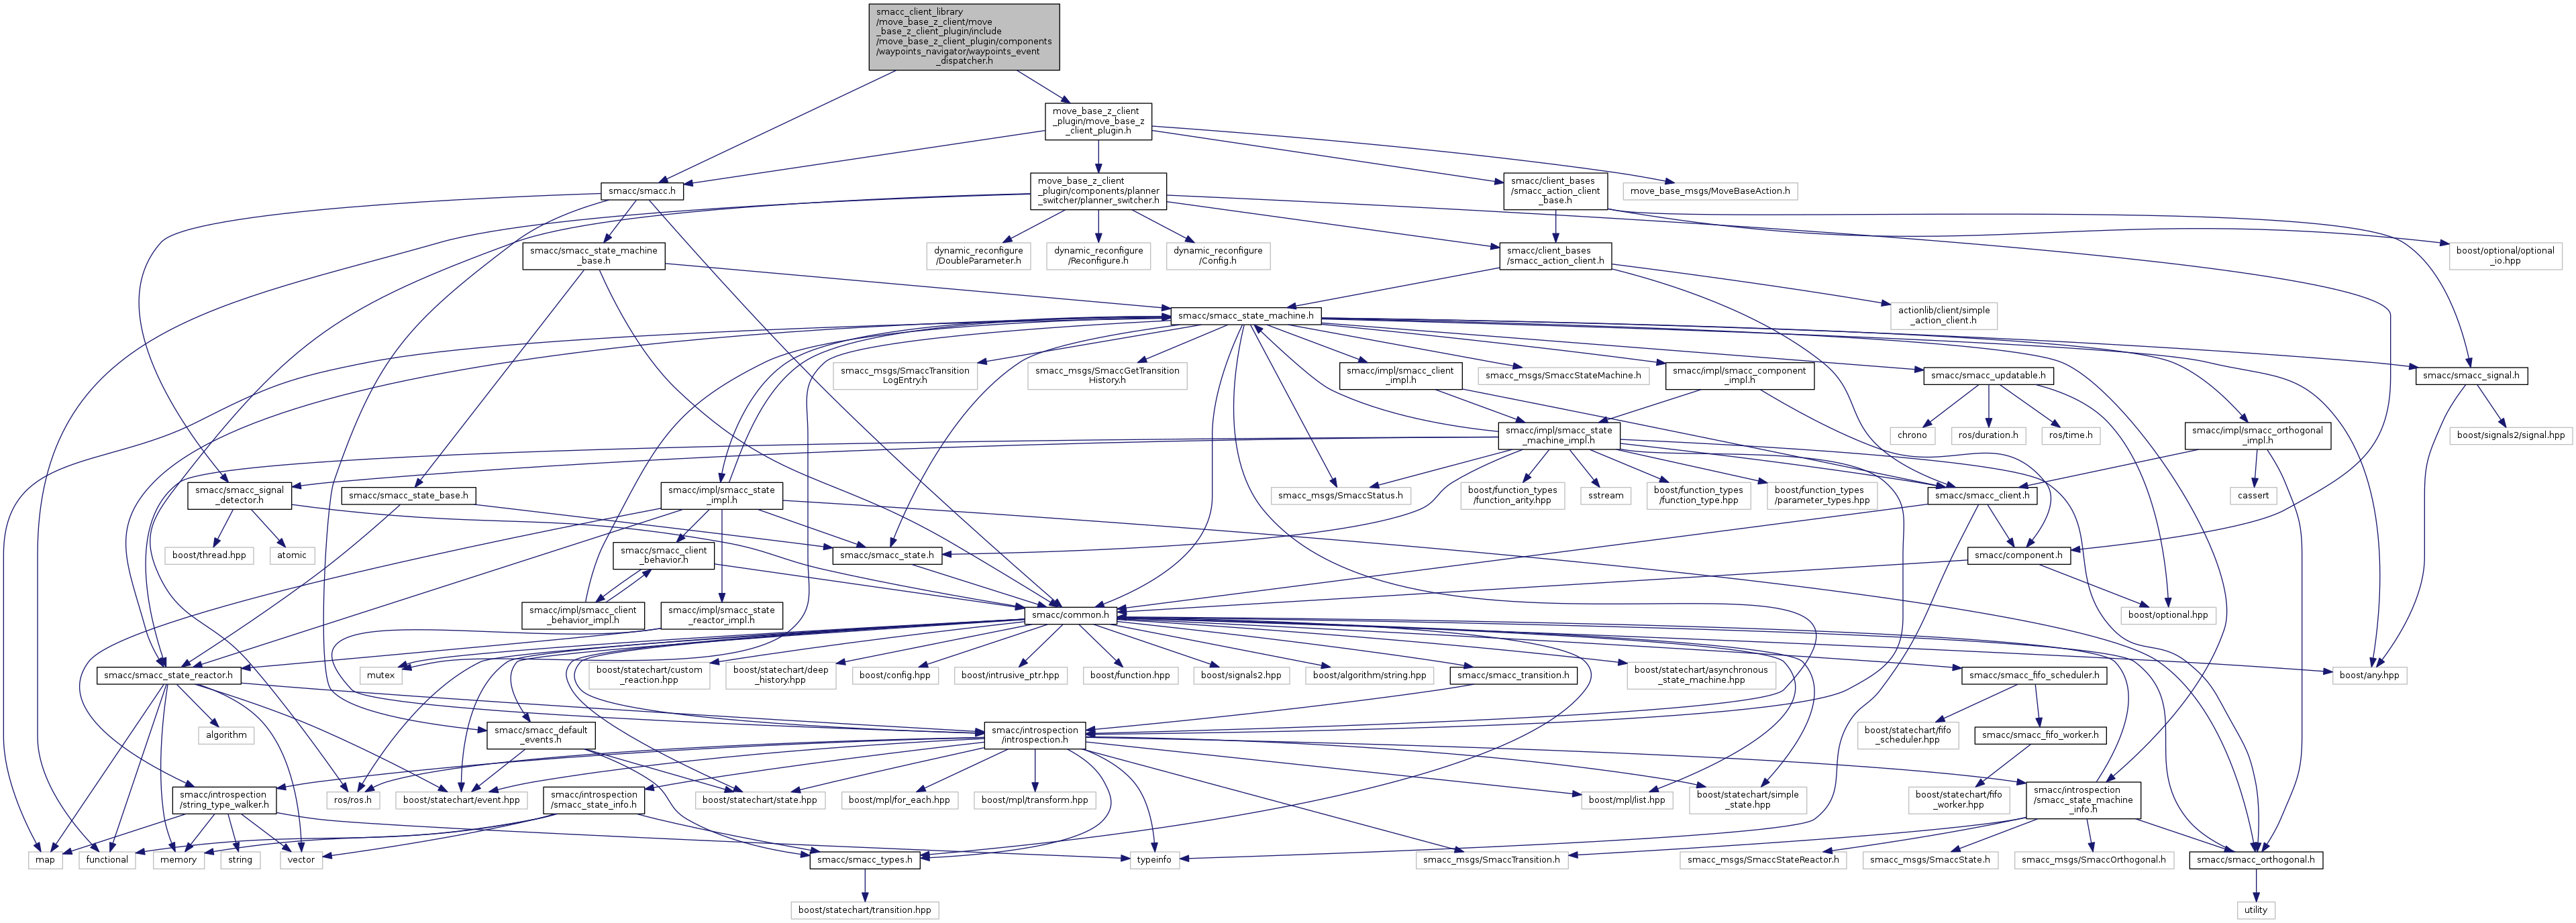 smacc_client_library
/move_base_z_client/move
_base_z_client_plugin/include
/move_base_z_client_plugin/components
/waypoints_navigator/waypoints_event
_dispatcher.h
move_base_z_client
_plugin/move_base_z
_client_plugin.h
smacc/smacc.h
move_base_z_client
_plugin/components/planner
_switcher/planner_switcher.h
smacc/client_bases
/smacc_action_client
_base.h
move_base_msgs/MoveBaseAction.h
smacc/smacc_state_machine
_base.h
dynamic_reconfigure
/DoubleParameter.h
dynamic_reconfigure
/Reconfigure.h
dynamic_reconfigure
/Config.h
smacc/client_bases
/smacc_action_client.h
boost/optional/optional
_io.hpp
smacc/smacc_state_machine.h
actionlib/client/simple
_action_client.h
smacc_msgs/SmaccTransition
LogEntry.h
smacc_msgs/SmaccGetTransition
History.h
smacc/impl/smacc_client
_impl.h
smacc_msgs/SmaccStateMachine.h
smacc/impl/smacc_component
_impl.h
smacc/smacc_updatable.h
smacc/smacc_signal.h
smacc/impl/smacc_state
_machine_impl.h
chrono
ros/duration.h
ros/time.h
smacc/impl/smacc_orthogonal
_impl.h
boost/signals2/signal.hpp
smacc/smacc_signal
_detector.h
smacc/smacc_state_base.h
smacc/impl/smacc_state
_impl.h
smacc_msgs/SmaccStatus.h
boost/function_types
/function_arity.hpp
sstream
boost/function_types
/function_type.hpp
boost/function_types
/parameter_types.hpp
smacc/smacc_client.h
cassert
boost/thread.hpp
atomic
smacc/smacc_client
_behavior.h
smacc/smacc_state.h
smacc/component.h
smacc/impl/smacc_client
_behavior_impl.h
smacc/impl/smacc_state
_reactor_impl.h
smacc/common.h
boost/optional.hpp
smacc/smacc_state_reactor.h
mutex
boost/statechart/custom
_reaction.hpp
boost/statechart/deep
_history.hpp
boost/config.hpp
boost/intrusive_ptr.hpp
boost/function.hpp
boost/signals2.hpp
boost/algorithm/string.hpp
smacc/smacc_transition.h
boost/statechart/asynchronous
_state_machine.hpp
smacc/smacc_fifo_scheduler.h
boost/any.hpp
algorithm
smacc/smacc_default
_events.h
smacc/introspection
/introspection.h
boost/statechart/fifo
_scheduler.hpp
smacc/smacc_fifo_worker.h
smacc/introspection
/string_type_walker.h
ros/ros.h
boost/statechart/event.hpp
smacc/introspection
/smacc_state_info.h
boost/statechart/state.hpp
boost/mpl/for_each.hpp
boost/mpl/transform.hpp
boost/mpl/list.hpp
boost/statechart/simple
_state.hpp
boost/statechart/fifo
_worker.hpp
smacc/introspection
/smacc_state_machine
_info.h
map
functional
memory
string
vector
smacc/smacc_types.h
typeinfo
smacc_msgs/SmaccTransition.h
smacc_msgs/SmaccStateReactor.h
smacc_msgs/SmaccState.h
smacc_msgs/SmaccOrthogonal.h
smacc/smacc_orthogonal.h
boost/statechart/transition.hpp
utility